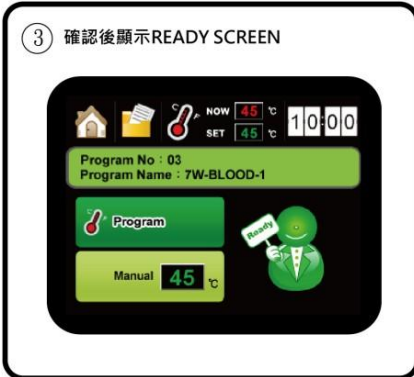 ③ 確認後顯示READY SCREEN
C F NOW 45 ℃ 10:00
SET 45 ℃
Program No : 03
Program Name : 7W-BLOOD-1
Program
Ready
Manual 45 ℃